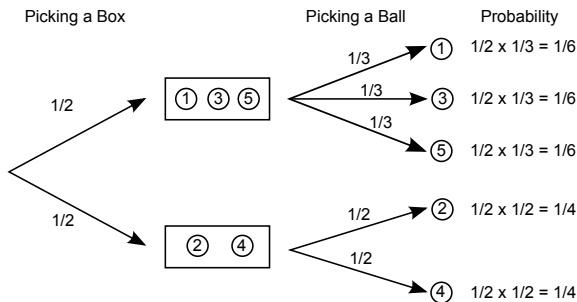 Picking a Box Picking a Ball Probability
1/3 1 1/2 x 1/3 = 1/6
1/2 1 3 5 1/3 3 1/2 x 1/3 = 1/6
1/3 5 1/2 x 1/3 = 1/6
1/2 2 4 1/2 2 1/2 x 1/2 = 1/4
1/2 4 1/2 x 1/2 = 1/4